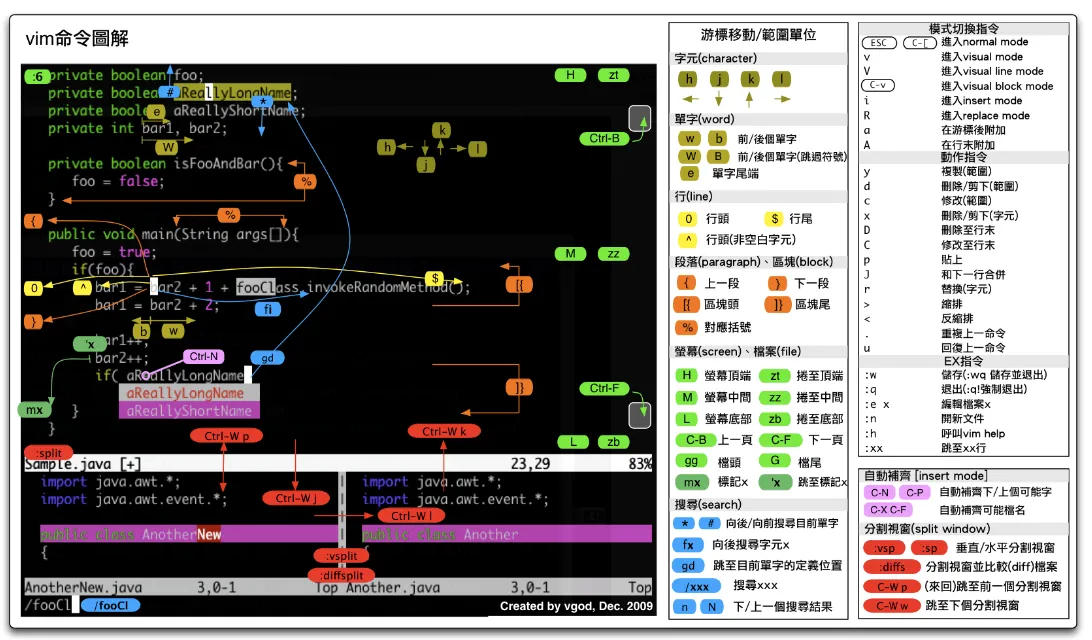 vim命令圖解
:6 private boolean foo; H zt
private boolean # aReallyLongName;
private boolean aReallyShortName; * e
private int bar1, bar2; Ctrl-B
W h j k l
private boolean isFooAndBar(){
foo = false; %
}
{ %
public void main(String args[]){
foo = true; M zz
if(foo){
0 ^ bar1 = bar2 + 1 + fooClass.invokeRandomMethod(); $ [{
bar1 = bar2 + 2; fl
} b w
'x bar1++;
bar2++; Ctrl-N gd
if( aReallyLongName
aReallyLongName ]} Ctrl-F
mx } aReallyShortName
}
Ctrl-W p Ctrl-W k L zb
:split
Sample.java [+] 23,29 83%
import java.awt.*; import java.awt.*;
import java.awt.event.*; Ctrl-W j import java.awt.event.*;
Ctrl-W l
public class AnotherNew public class Another
{ :vsplit {
:diffsplit
AnotherNew.java 3,0-1 Top Another.java 3,0-1 Top
/fooCl /fooCl Created by vgod, Dec. 2009
游標移動/範圍單位
字元(character)
h j k l
單字(word)
w b 前/後個單字
W B 前/後個單字(跳過符號)
e 單字尾端
行(line)
0 行頭 $ 行尾
^ 行頭(非空白字元)
段落(paragraph)、區塊(block)
{ 上一段 } 下一段
[{ 區塊頭 ]} 區塊尾
% 對應括號
螢幕(screen)、檔案(file)
H 螢幕頂端 zt 捲至頂端
M 螢幕中間 zz 捲至中間
L 螢幕底部 zb 捲至底部
C-B 上一頁 C-F 下一頁
gg 檔頭 G 檔尾
mx 標記x 'x 跳至標記x
搜尋(search)
* # 向後/向前搜尋目前單字
fx 向後搜尋字元x
gd 跳至目前單字的定義位置
/xxx 搜尋xxx
n N 下/上一個搜尋結果
模式切換指令
ESC C-[ 進入normal mode
v 進入visual mode
V 進入visual line mode
C-v 進入visual block mode
i 進入insert mode
R 進入replace mode
a 在游標後附加
A 在行末附加
動作指令
y 複製(範圍)
d 刪除/剪下(範圍)
c 修改(範圍)
x 刪除/剪下(字元)
D 刪除至行末
C 修改至行末
p 貼上
J 和下一行合併
r 替換(字元)
> 縮排
< 反縮排
. 重複上一命令
u 回復上一命令
EX指令
:w 儲存(:wq 儲存並退出)
:q 退出(:q!強制退出)
:e x 編輯檔案x
:n 開新文件
:h 呼叫vim help
:xx 跳至xx行
自動補齊 [insert mode]
C-N C-P 自動補齊下/上個可能字
C-X C-F 自動補齊可能檔名
分割視窗(split window)
:vsp :sp 垂直/水平分割視窗
:diffs 分割視窗並比較(diff)檔案
C-W p (來回)跳至前一個分割視窗
C-W w 跳至下個分割視窗